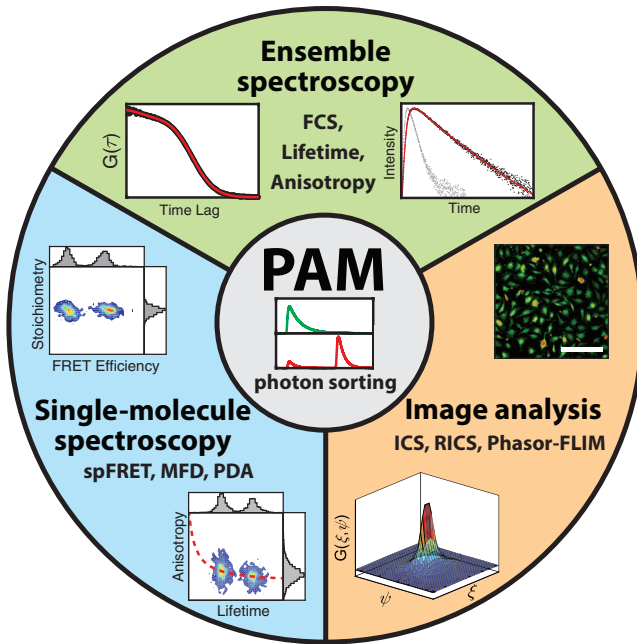 Ensemble
spectroscopy
FCS,
Lifetime,
Anisotropy
G(τ)
Time Lag
Intensity
Time
PAM
photon sorting
Stoichiometry
FRET Efficiency
Single-molecule
spectroscopy
spFRET, MFD, PDA
Anisotropy
Lifetime
Image analysis
ICS, RICS, Phasor-FLIM
G(ξ,ψ)
ψ
ξ